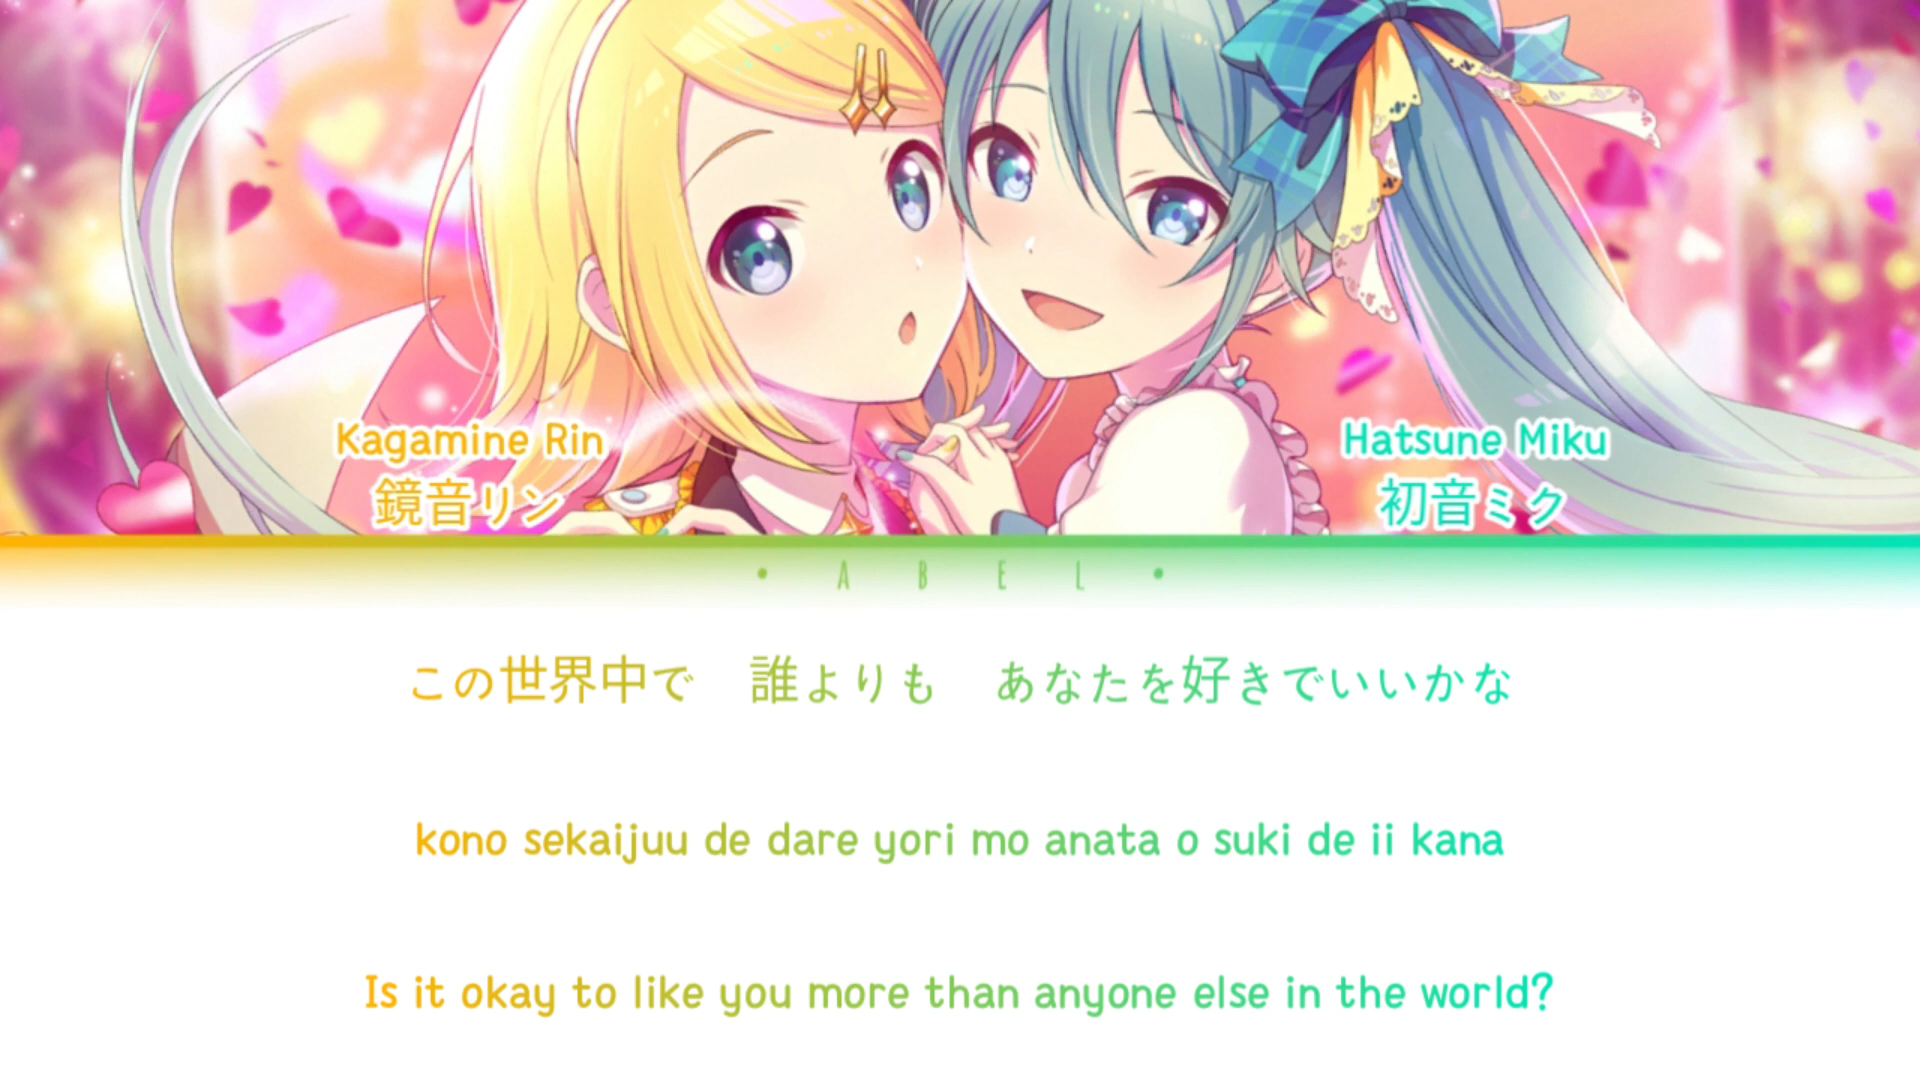 Kagamine Rin
鏡音リン
Hatsune Miku
初音ミク
• A B E L •
この世界中で　誰よりも　あなたを好きでいいかな
kono sekaijuu de dare yori mo anata o suki de ii kana
Is it okay to like you more than anyone else in the world?